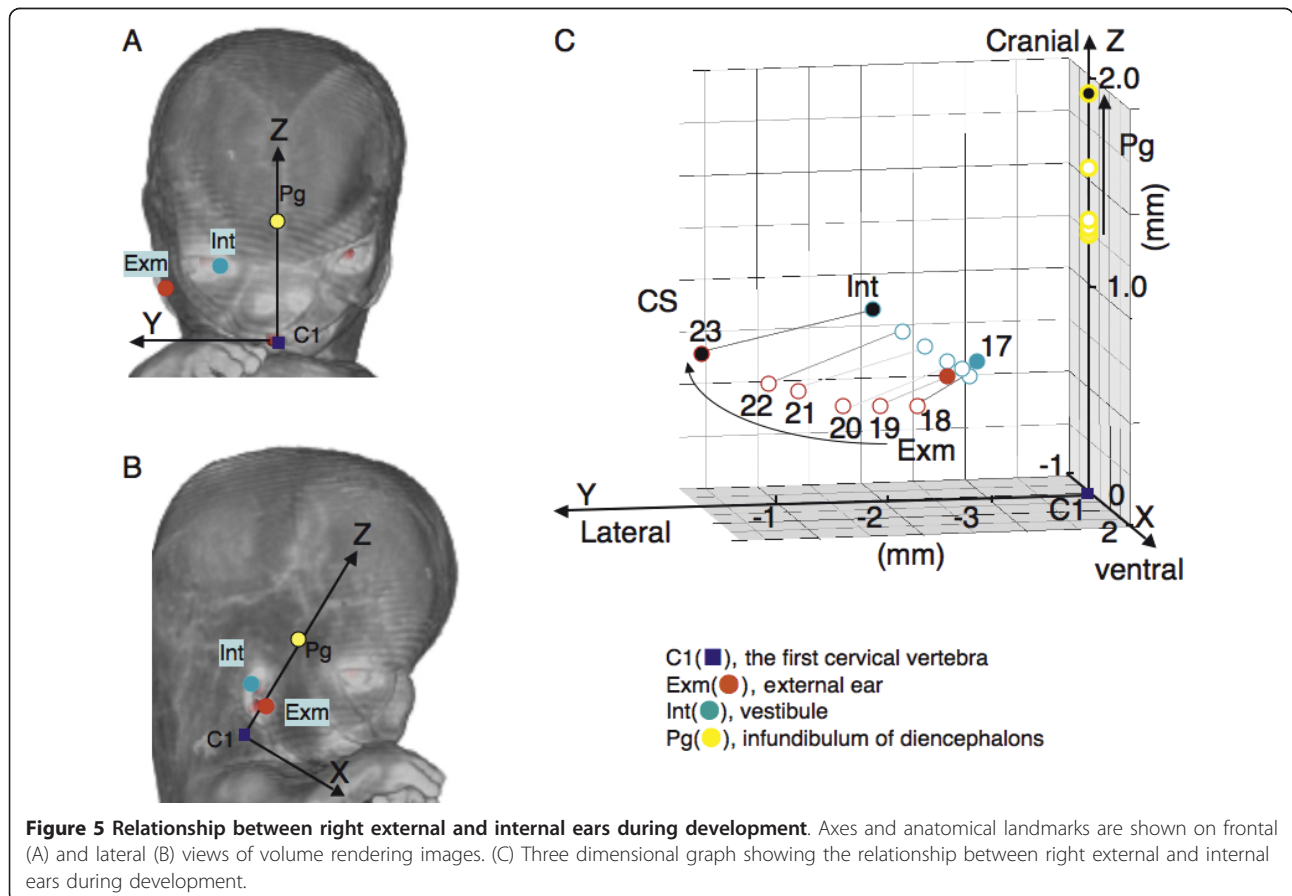 A
Z
Pg
Int
Exm
Y
C1
B
Z
Int
Pg
Exm
C1
X
C
Cranial Z
2.0
Pg
(mm)
1.0
CS
Int
23
17
22
21
20
19
18
Exm
-1
0
Y
-1
-2
-3
C1
2
X
Lateral
(mm)
ventral
C1(■), the first cervical vertebra
Exm(●), external ear
Int(●), vestibule
Pg(●), infundibulum of diencephalons
Figure 5 Relationship between right external and internal ears during development. Axes and anatomical landmarks are shown on frontal
(A) and lateral (B) views of volume rendering images. (C) Three dimensional graph showing the relationship between right external and internal
ears during development.